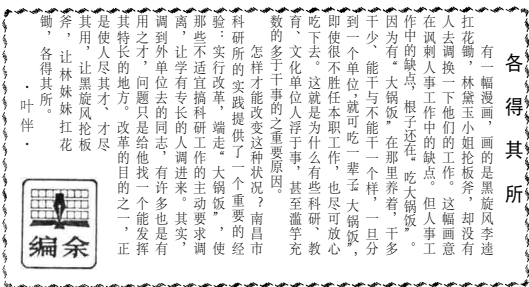 各得其所
有一幅漫画，画的是黑旋风李逵
扛花锄，林黛玉小姐抡板斧，却没有
人去调换一下他们的工作。这幅画意
在讽刺人事工作中的缺点。但人事工
作中的缺点，根子还在“吃大锅饭”。
因为有“大锅饭”在那里养着，干多
干少、能干与不能干一个样，一旦分
到一个单位，就可吃一辈子“大锅饭”，
即使很不胜任本职工作，也尽可放心
吃下去。这就是为什么有些科研、教
育、文化单位人浮于事，甚至滥竽充
数的多于干事的之重要原因。
怎样才能改变这种状况？南昌市
科研所的实践提供了一个重要的经
验：实行改革，端走“大锅饭”，使
那些不适宜搞科研工作的主动要求调
离，让学有专长的人调进来。其实，
调到外单位去的同志，有许多也是有
用之才，问题只是给他找一个能发挥
其特长的地方。改革的目的之一，正
是使人尽其才、才尽
其用，让黑旋风抡板
斧，让林妹妹扛花
锄，各得其所。
·叶伴·
编余